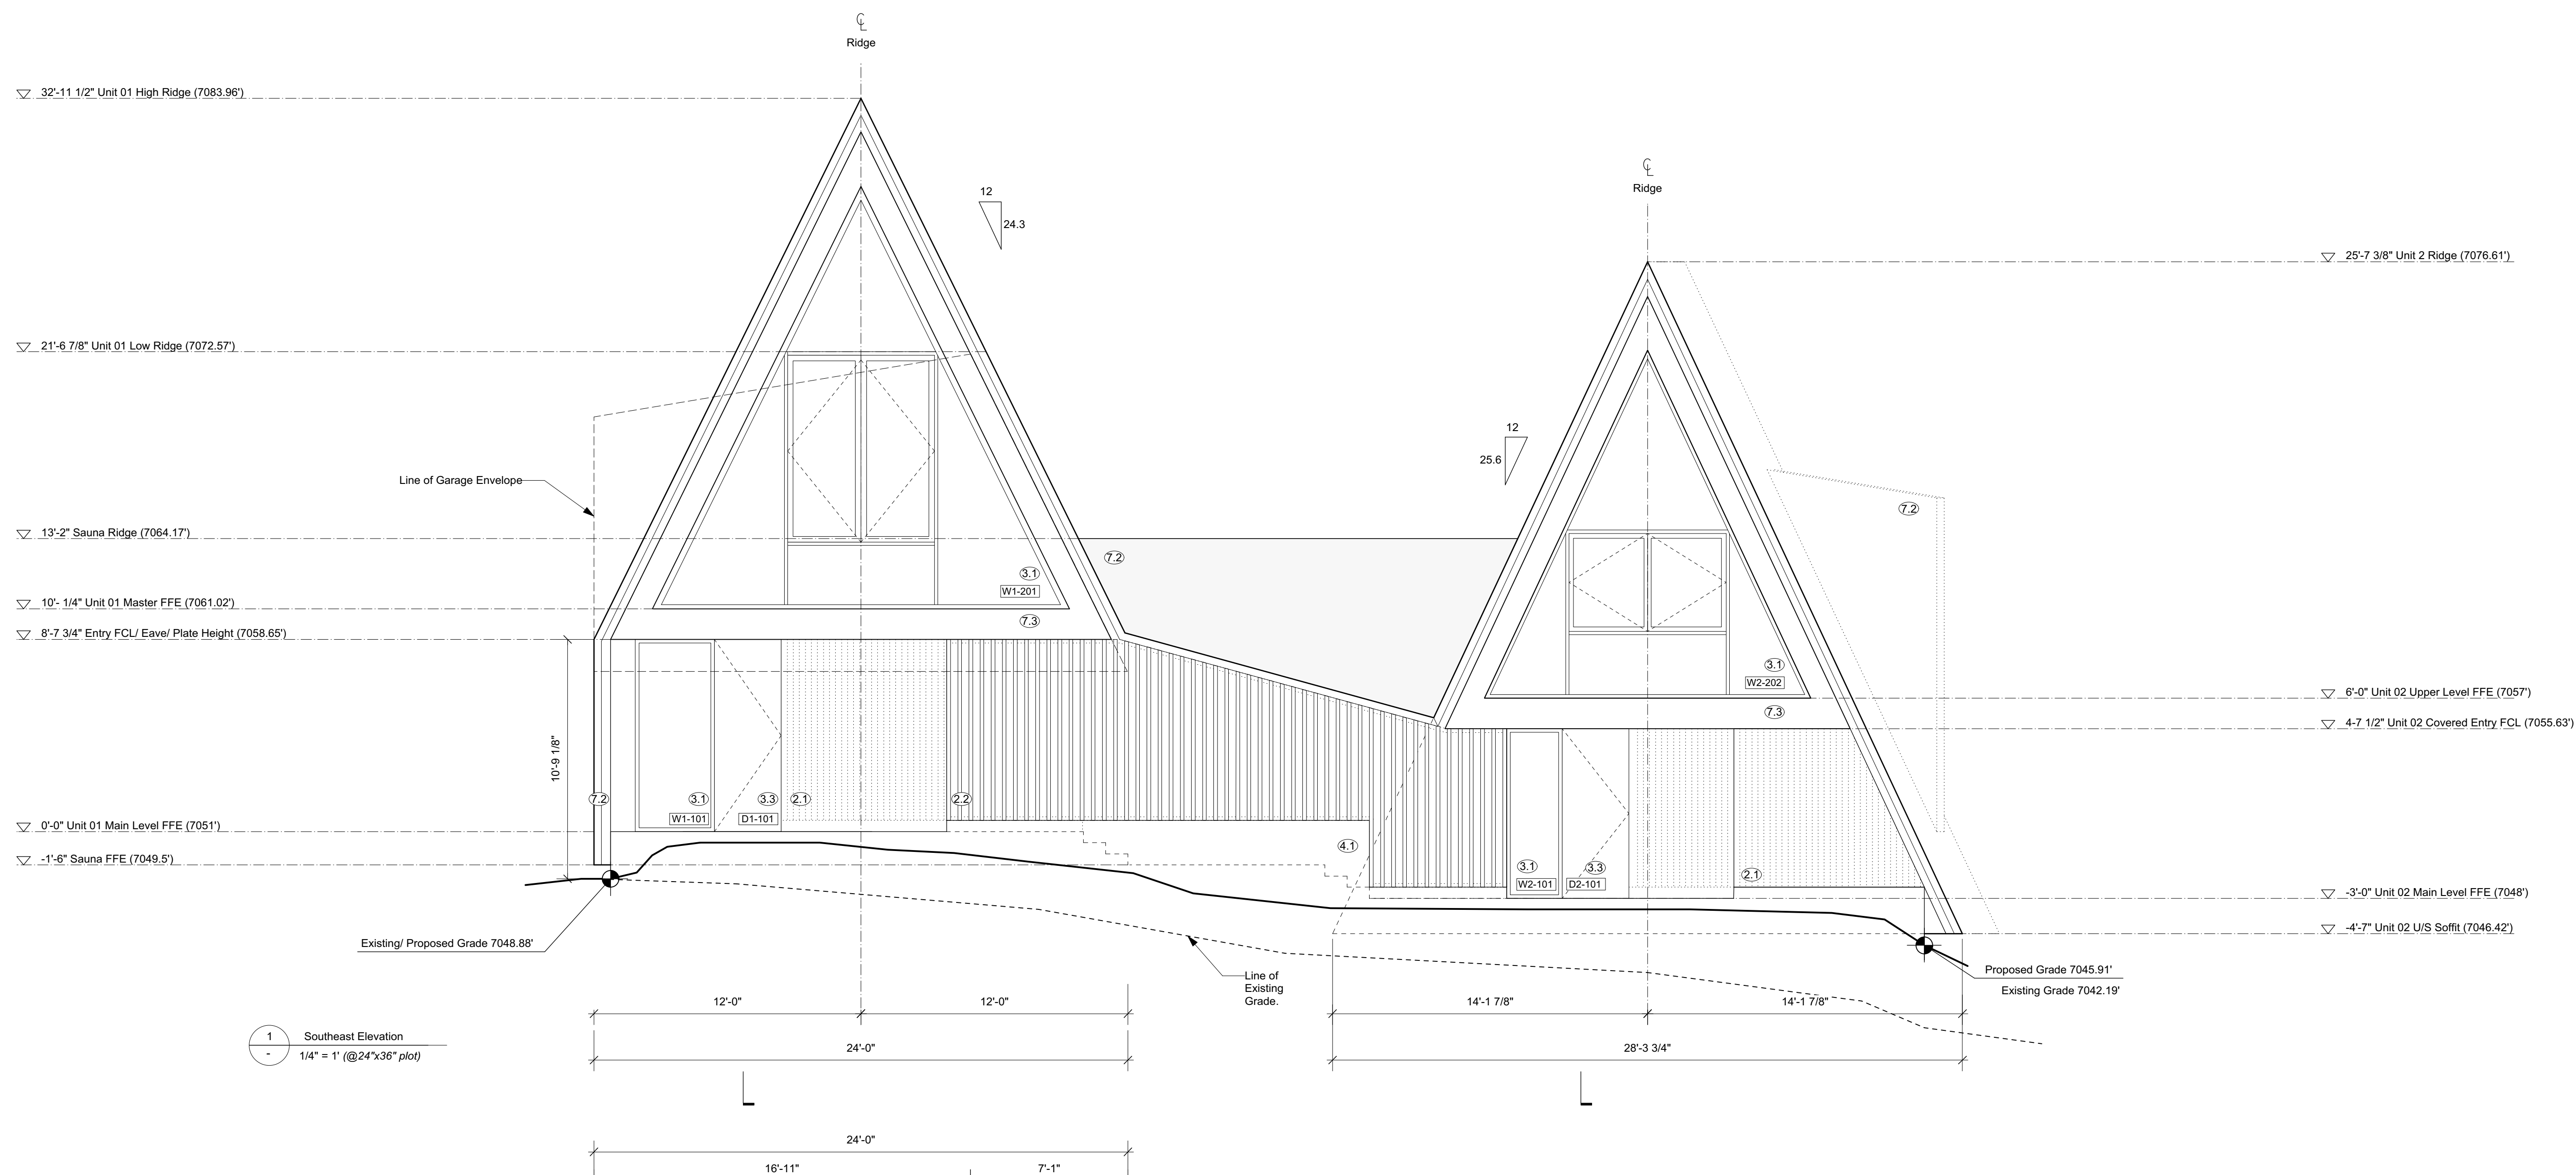 ℄
Ridge
32'-11 1/2" Unit 01 High Ridge (7083.96')
℄
Ridge
12
24.3
25'-7 3/8" Unit 2 Ridge (7076.61')
21'-6 7/8" Unit 01 Low Ridge (7072.57')
12
25.6
Line of Garage Envelope
7.2
13'-2" Sauna Ridge (7064.17')
7.2
3.1
W1-201
10'- 1/4" Unit 01 Master FFE (7061.02')
7.3
8'-7 3/4" Entry FCL/ Eave/ Plate Height (7058.65')
3.1
W2-202
6'-0" Unit 02 Upper Level FFE (7057')
7.3
4-7 1/2" Unit 02 Covered Entry FCL (7055.63')
10'-9 1/8"
7.2
3.1
3.3
2.1
2.2
W1-101
D1-101
0'-0" Unit 01 Main Level FFE (7051')
4.1
-1'-6" Sauna FFE (7049.5')
3.1
3.3
2.1
W2-101
D2-101
-3'-0" Unit 02 Main Level FFE (7048')
-4'-7" Unit 02 U/S Soffit (7046.42')
Existing/ Proposed Grade 7048.88'
Line of
Existing
Grade.
Proposed Grade 7045.91'
Existing Grade 7042.19'
12'-0"
12'-0"
14'-1 7/8"
14'-1 7/8"
1
Southeast Elevation
-
1/4" = 1' (@24"x36" plot)
24'-0"
28'-3 3/4"
24'-0"
16'-11"
7'-1"